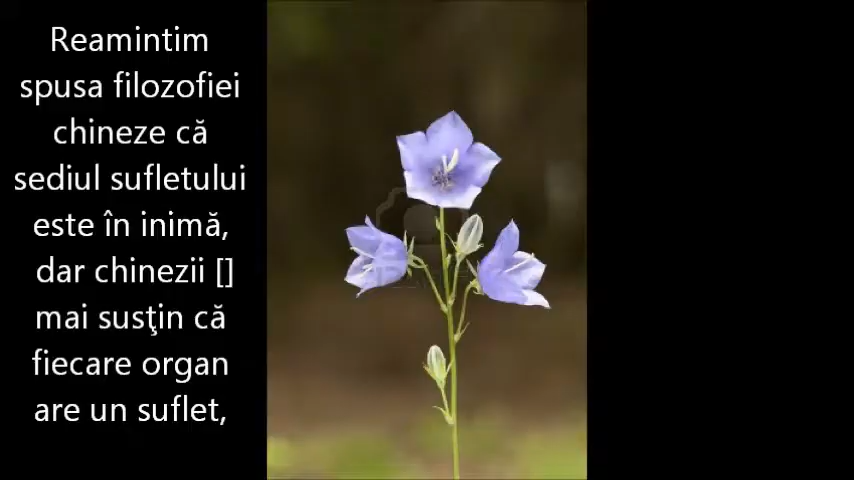 Reamintim
spusa filozofiei
chineze că
sediul sufletului
este în inimă,
dar chinezii []
mai susţin că
fiecare organ
are un suflet,